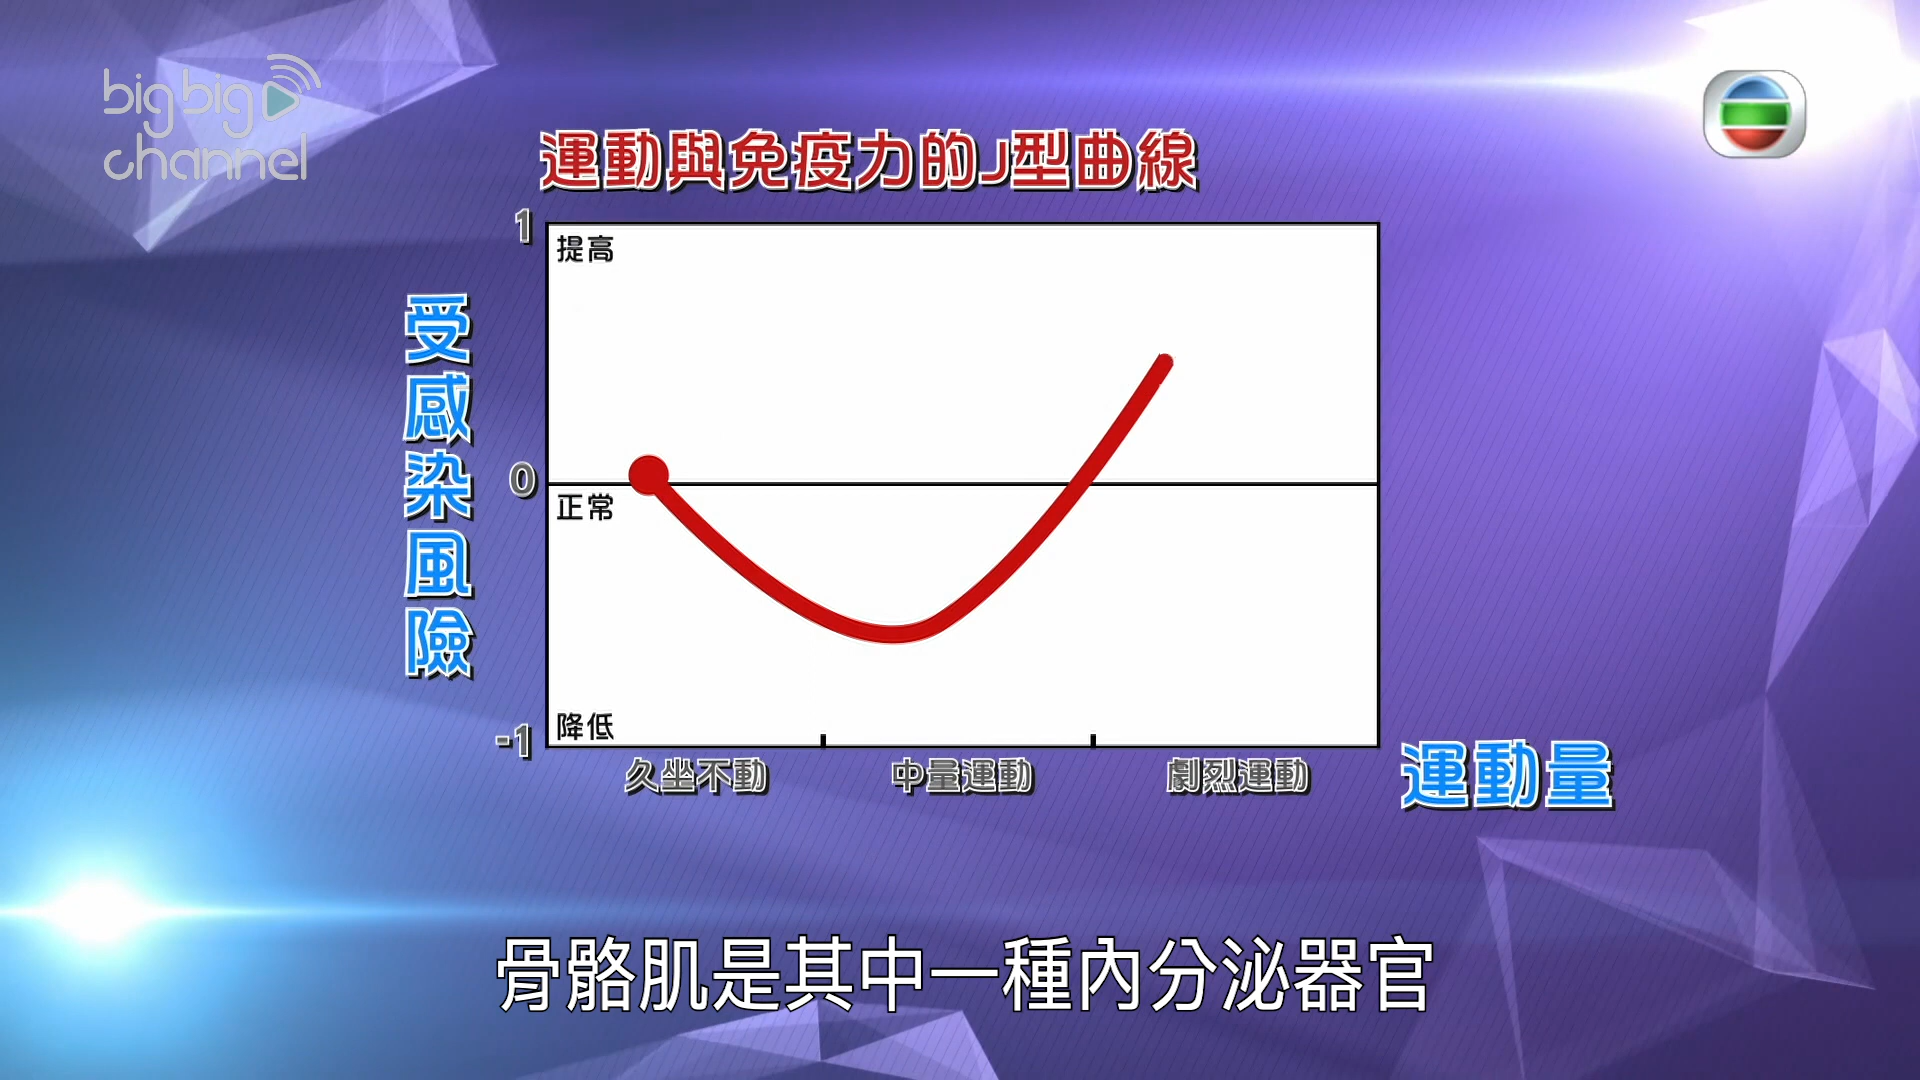 big big
channel
運動與免疫力的J型曲線
1
提高
受感染風險
0
正常
-1
降低
久坐不動
中量運動
劇烈運動
運動量
骨骼肌是其中一種內分泌器官